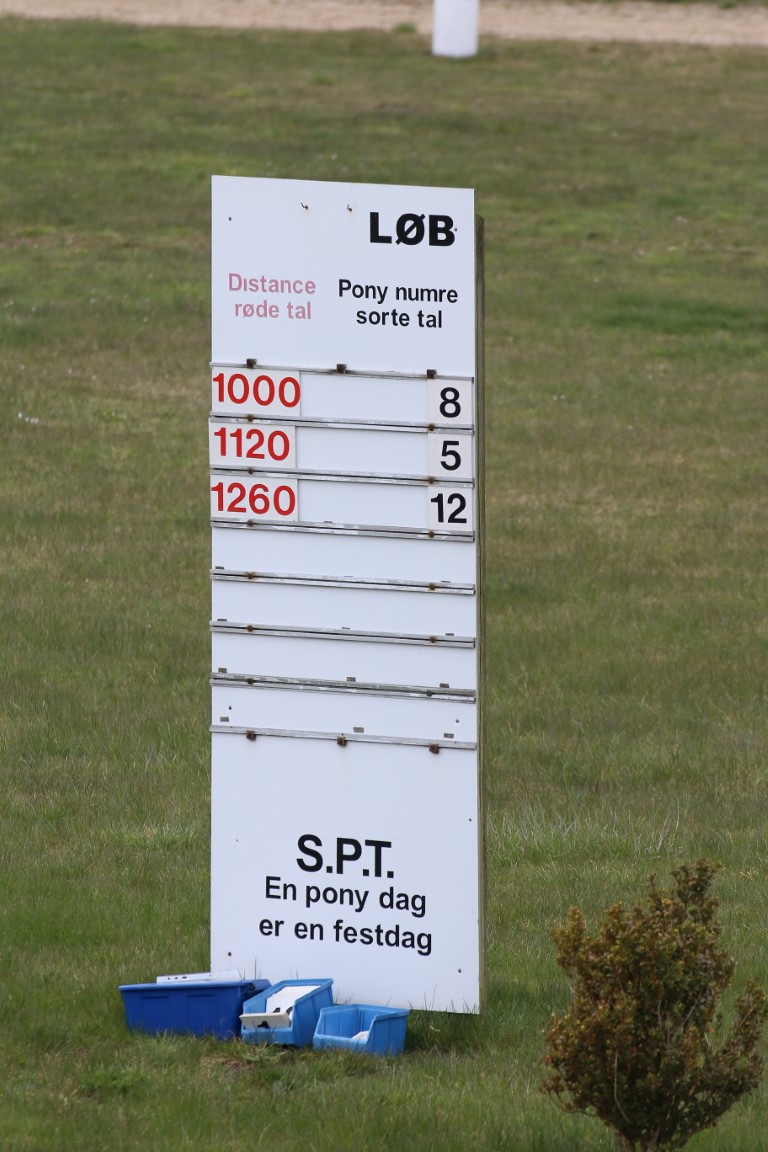 LØB
Distance
røde tal
Pony numre
sorte tal
1000 8
1120 5
1260 12
S.P.T.
En pony dag
er en festdag